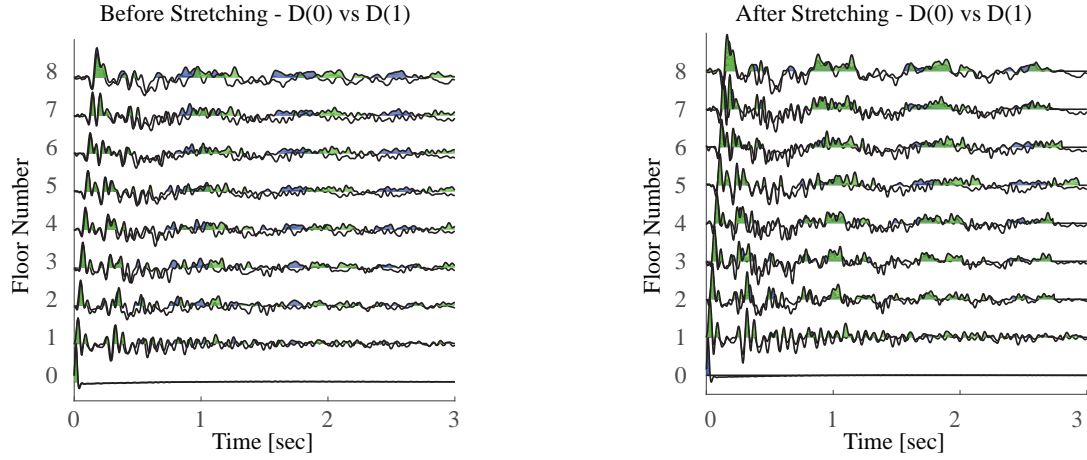 Before Stretching - D(0) vs D(1)
8
7
6
5
4
3
2
1
0
Floor Number
0 1 2 3
Time [sec]
After Stretching - D(0) vs D(1)
8
7
6
5
4
3
2
1
0
Floor Number
0 1 2 3
Time [sec]